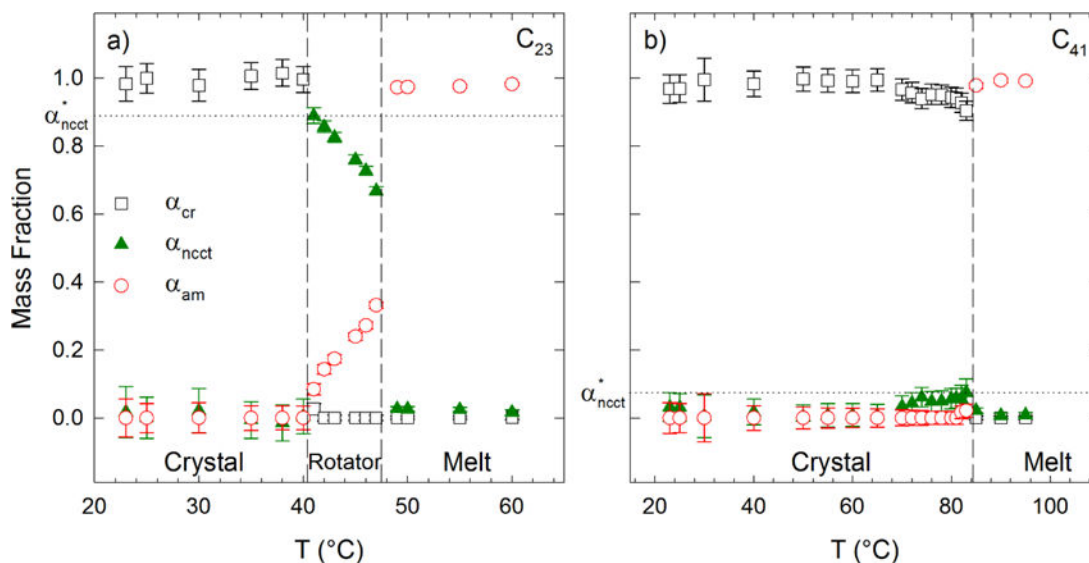 a)
C₂₃
Mass Fraction
1.0
α*ncct
0.8
0.6
0.4
0.2
0.0
αcr
αncct
αam
Crystal
Rotator
Melt
20 30 40 50 60
T (°C)
b)
C₄₁
α*ncct
Crystal
Melt
20 40 60 80 100
T (°C)